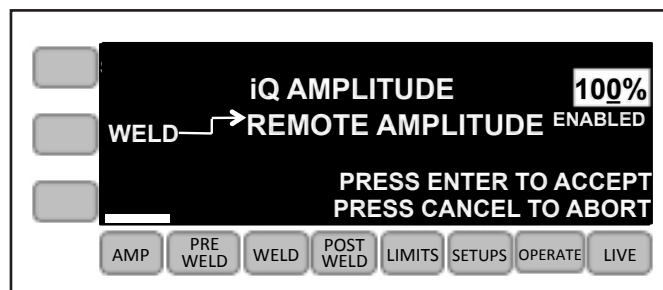 iQ AMPLITUDE 100%
WELD REMOTE AMPLITUDE ENABLED
PRESS ENTER TO ACCEPT
PRESS CANCEL TO ABORT
AMP PRE WELD WELD POST WELD LIMITS SETUPS OPERATE LIVE